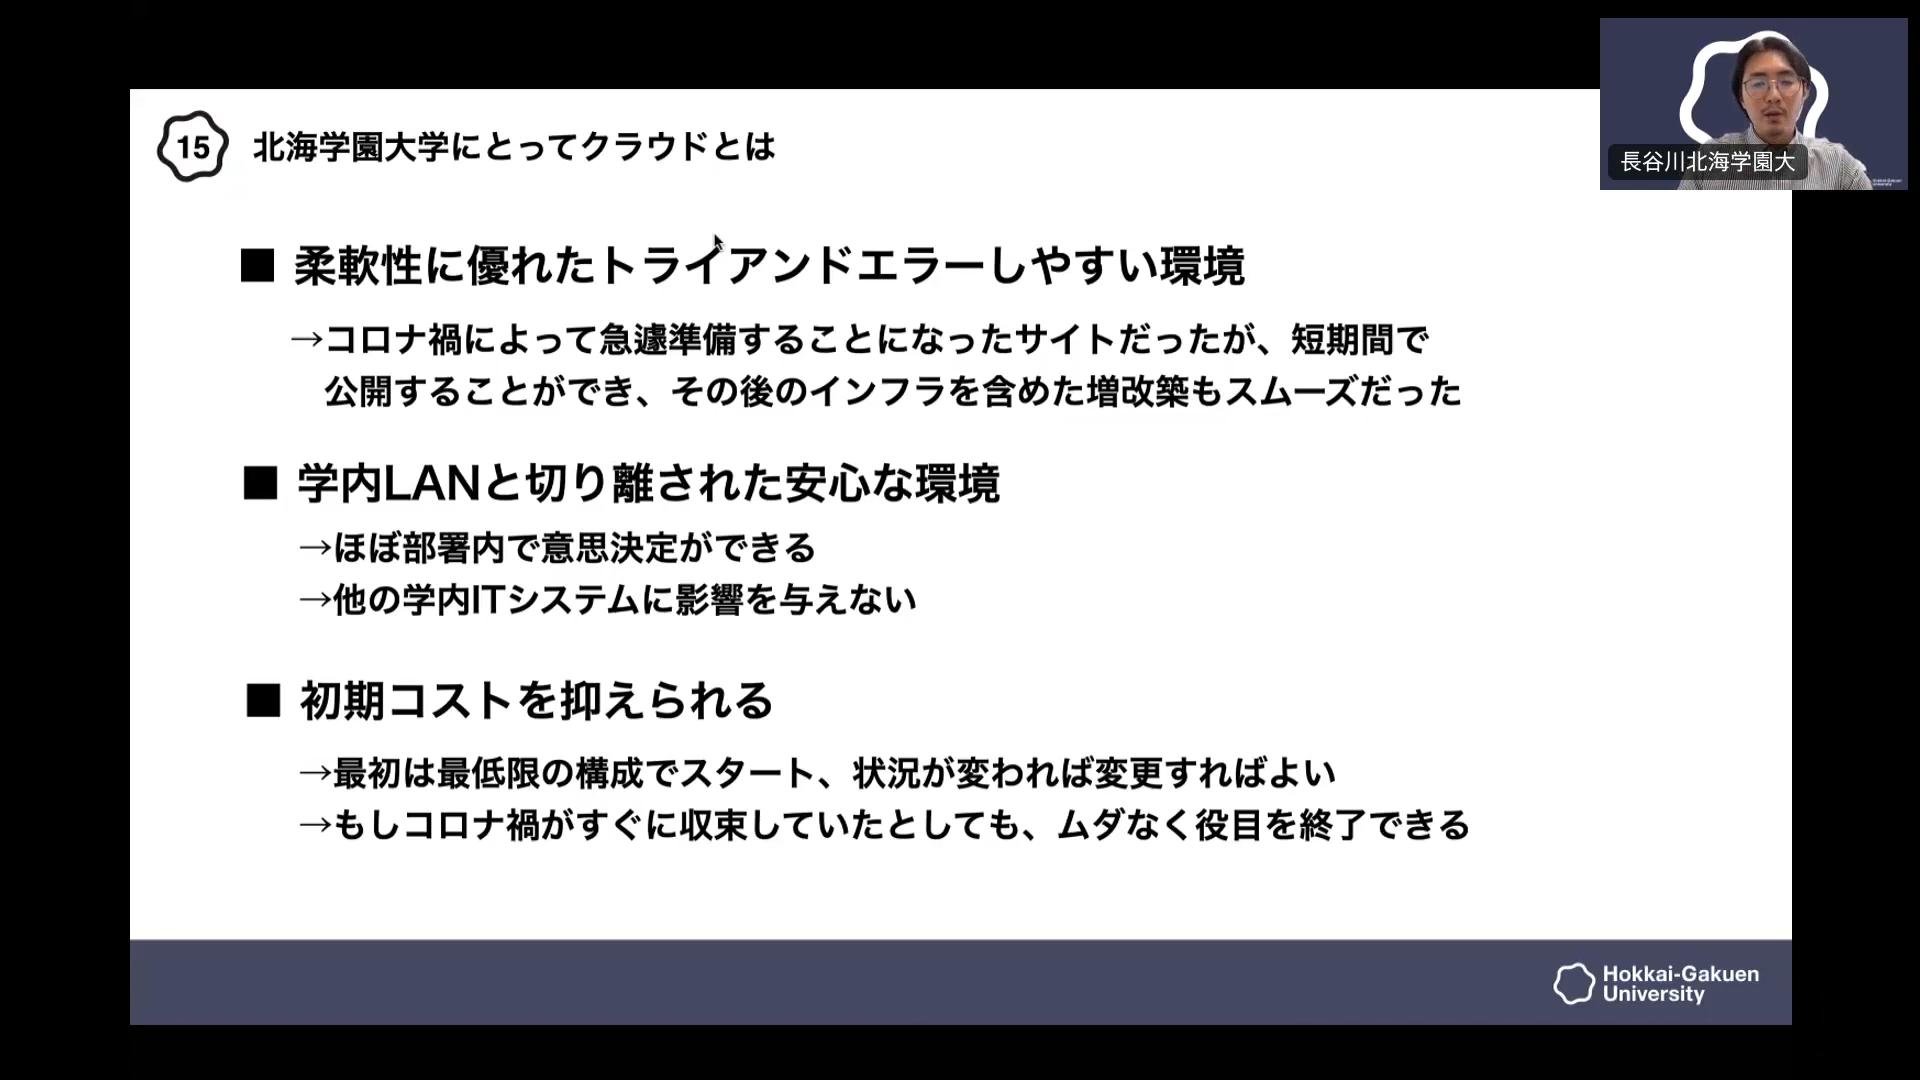 15 北海学園大学にとってクラウドとは
長谷川北海学園大
■ 柔軟性に優れたトライアンドエラーしやすい環境
→コロナ禍によって急遽準備することになったサイトだったが、短期間で
公開することができ、その後のインフラを含めた増改築もスムーズだった
■ 学内LANと切り離された安心な環境
→ほぼ部署内で意思決定ができる
→他の学内ITシステムに影響を与えない
■ 初期コストを抑えられる
→最初は最低限の構成でスタート、状況が変われば変更すればよい
→もしコロナ禍がすぐに収束していたとしても、ムダなく役目を終了できる
Hokkai-Gakuen
University